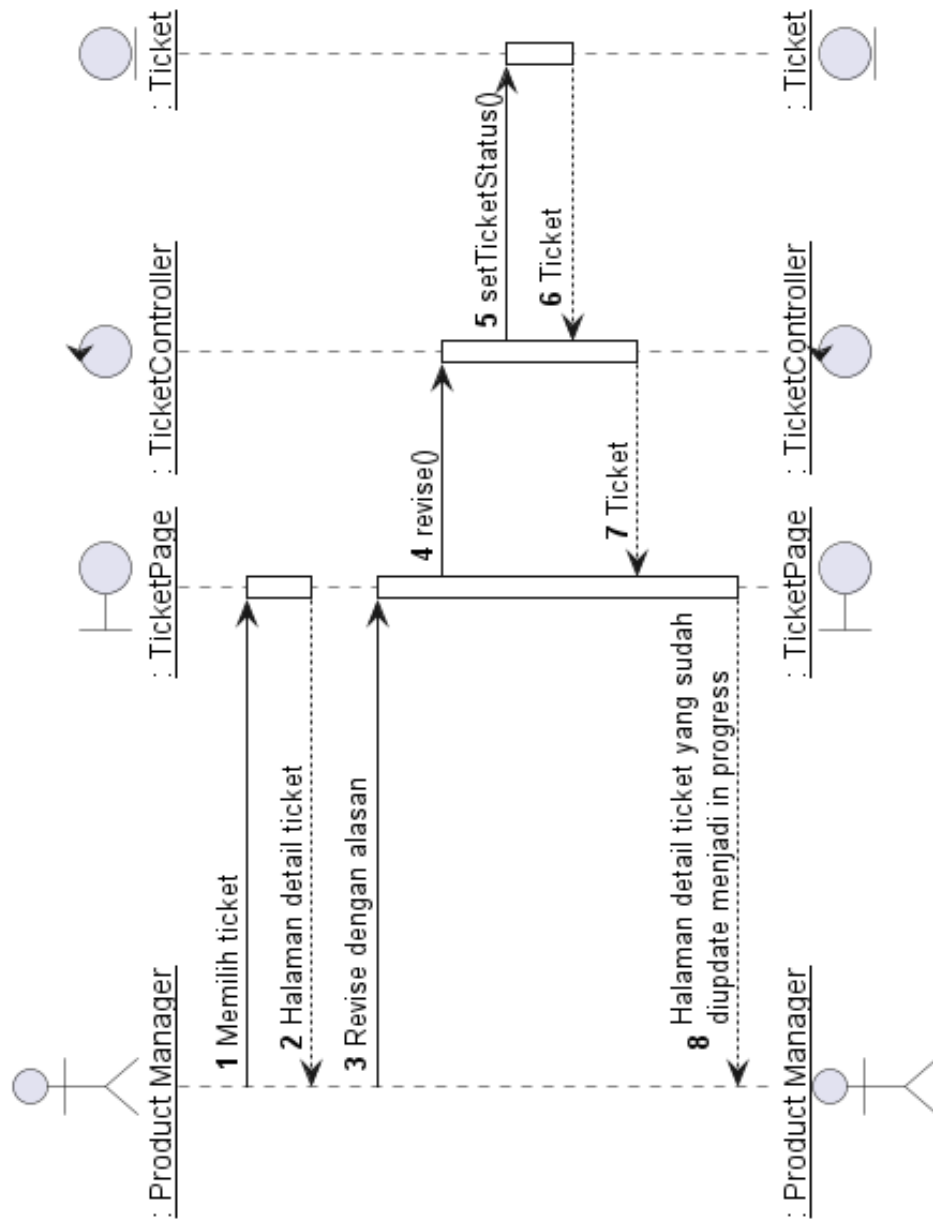 : Product Manager
: TicketPage
: TicketController
: Ticket
1 Memilih ticket
2 Halaman detail ticket
3 Revise dengan alasan
4 revise()
5 setTicketStatus()
6 Ticket
7 Ticket
Halaman detail ticket yang sudah
8 diupdate menjadi in progress
: Product Manager
: TicketPage
: TicketController
: Ticket